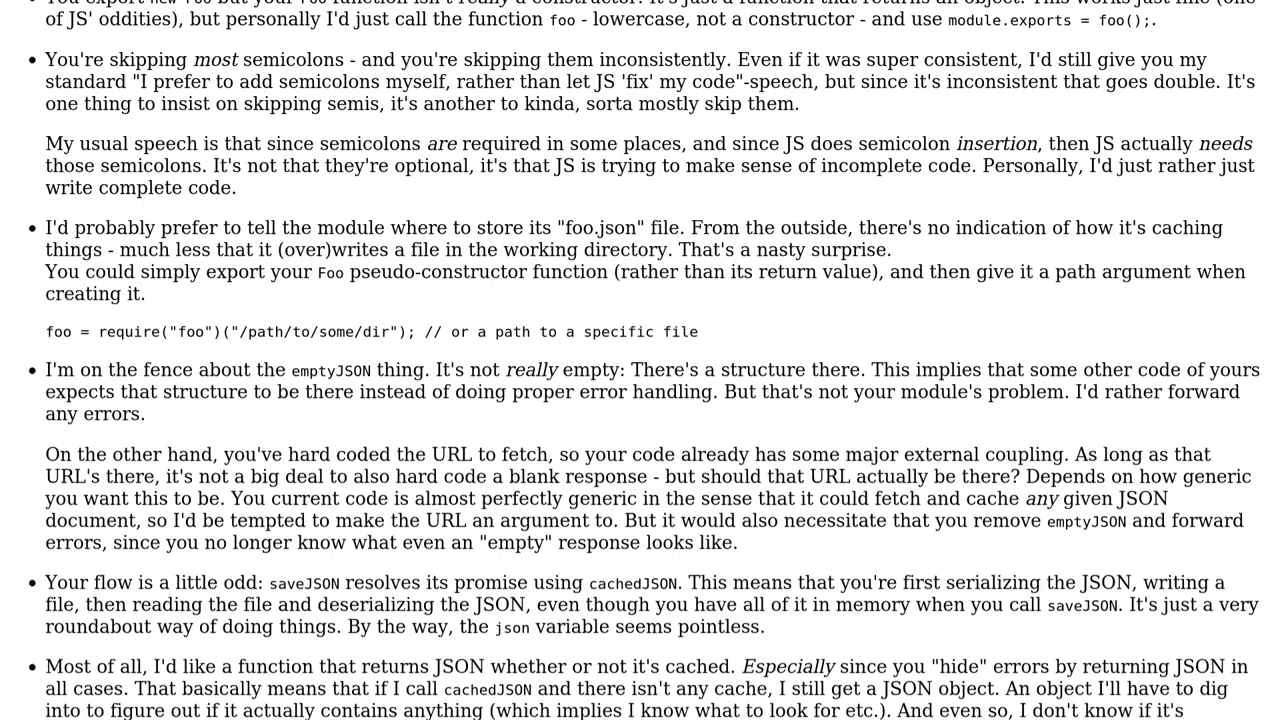 of JS' oddities), but personally I'd just call the function foo - lowercase, not a constructor - and use module.exports = foo();.
• You're skipping most semicolons - and you're skipping them inconsistently. Even if it was super consistent, I'd still give you my
standard "I prefer to add semicolons myself, rather than let JS 'fix' my code"-speech, but since it's inconsistent that goes double. It's
one thing to insist on skipping semis, it's another to kinda, sorta mostly skip them.
My usual speech is that since semicolons are required in some places, and since JS does semicolon insertion, then JS actually needs
those semicolons. It's not that they're optional, it's that JS is trying to make sense of incomplete code. Personally, I'd just rather just
write complete code.
• I'd probably prefer to tell the module where to store its "foo.json" file. From the outside, there's no indication of how it's caching
things - much less that it (over)writes a file in the working directory. That's a nasty surprise.
You could simply export your Foo pseudo-constructor function (rather than its return value), and then give it a path argument when
creating it.
foo = require("foo")("/path/to/some/dir"); // or a path to a specific file
• I'm on the fence about the emptyJSON thing. It's not really empty: There's a structure there. This implies that some other code of yours
expects that structure to be there instead of doing proper error handling. But that's not your module's problem. I'd rather forward
any errors.
On the other hand, you've hard coded the URL to fetch, so your code already has some major external coupling. As long as that
URL's there, it's not a big deal to also hard code a blank response - but should that URL actually be there? Depends on how generic
you want this to be. You current code is almost perfectly generic in the sense that it could fetch and cache any given JSON
document, so I'd be tempted to make the URL an argument to. But it would also necessitate that you remove emptyJSON and forward
errors, since you no longer know what even an "empty" response looks like.
• Your flow is a little odd: saveJSON resolves its promise using cachedJSON. This means that you're first serializing the JSON, writing a
file, then reading the file and deserializing the JSON, even though you have all of it in memory when you call saveJSON. It's just a very
roundabout way of doing things. By the way, the json variable seems pointless.
• Most of all, I'd like a function that returns JSON whether or not it's cached. Especially since you "hide" errors by returning JSON in
all cases. That basically means that if I call cachedJSON and there isn't any cache, I still get a JSON object. An object I'll have to dig
into to figure out if it actually contains anything (which implies I know what to look for etc.). And even so, I don't know if it's